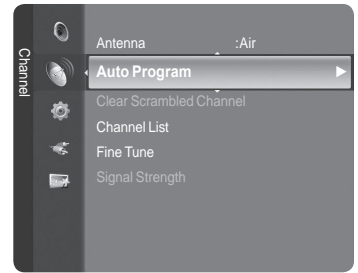 Channel
Antenna :Air
Auto Program
Clear Scrambled Channel
Channel List
Fine Tune
Signal Strength